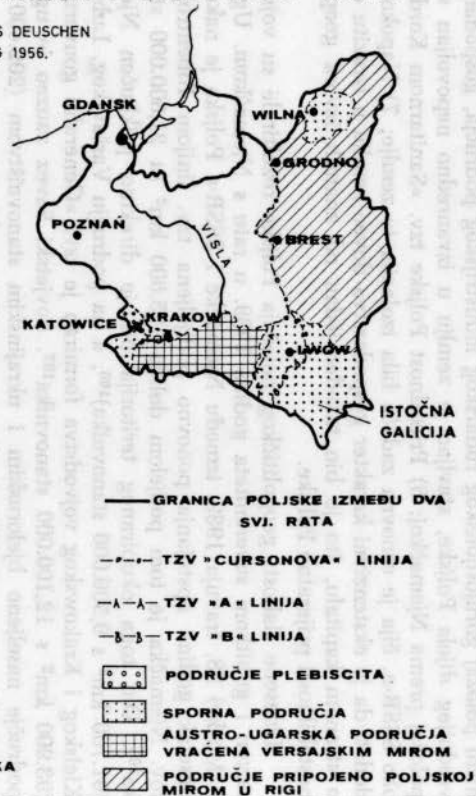 S DEUSCHEN
G 1956.
GDANSK
WILNA
GRODNO
POZNAŃ
VISLA
BREST
KATOWICE
KRAKOW
LWOW
ISTOČNA
GALICIJA
GRANICA POLJSKE IZMEĐU DVA
SVJ. RATA
TZV »CURSONOVA« LINIJA
TZV »A« LINIJA
TZV »B« LINIJA
PODRUČJE PLEBISCITA
SPORNA PODRUČJA
AUSTRO-UGARSKA PODRUČJA
VRAĆENA VERSAJSKIM MIROM
KA
PODRUČJE PRIPOJENO POLJSKOJ
MIROM U RIGI